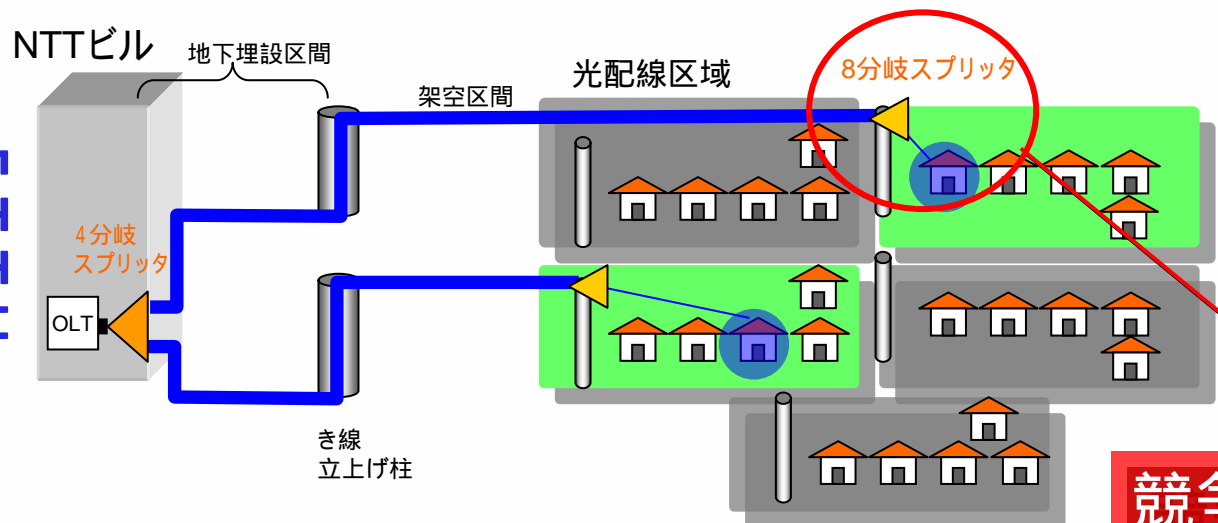 NTTビル
地下埋設区間
架空区間
光配線区域
8分岐スプリッタ
4分岐
スプリッタ
OLT
き線
立上げ柱